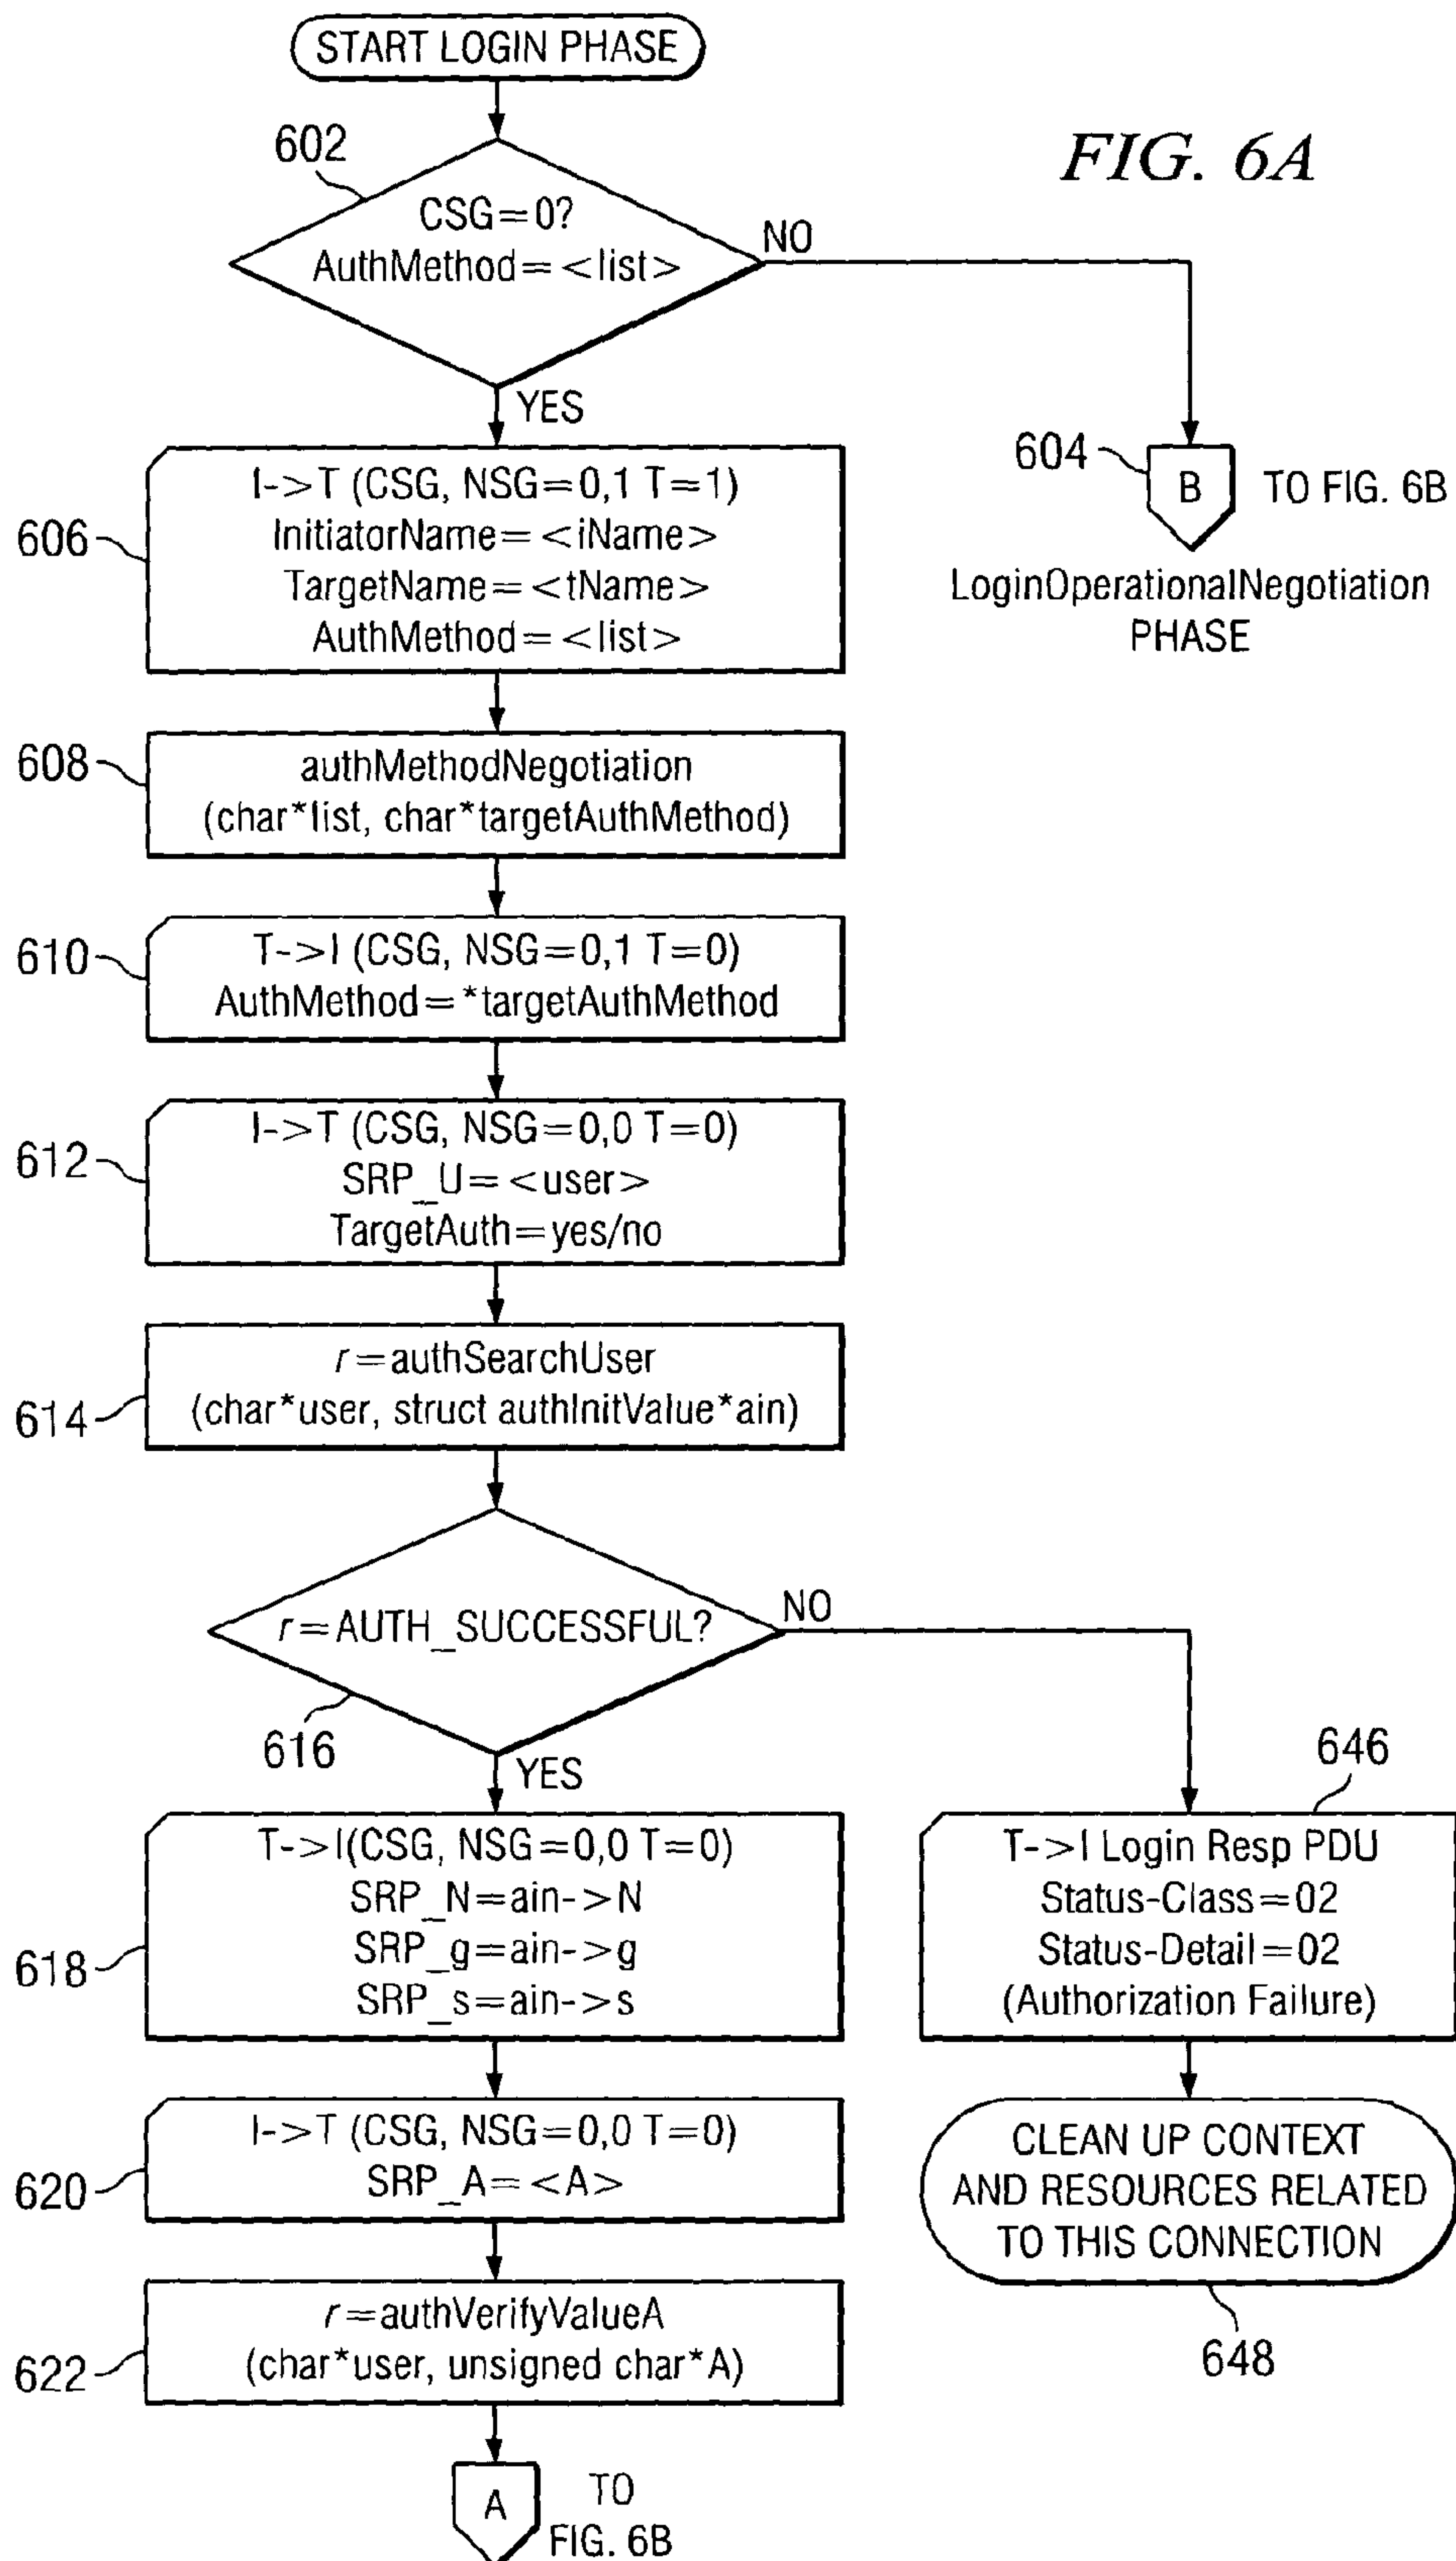 START LOGIN PHASE
FIG. 6A
602
CSG=0?
AuthMethod=<list>
NO
YES
604
B
TO FIG. 6B
LoginOperationalNegotiation
PHASE
606
I->T (CSG, NSG=0,1 T=1)
InitiatorName=<iName>
TargetName=<tName>
AuthMethod=<list>
608
authMethodNegotiation
(char*list, char*targetAuthMethod)
610
T->I (CSG, NSG=0,1 T=0)
AuthMethod=*targetAuthMethod
612
I->T (CSG, NSG=0,0 T=0)
SRP_U=<user>
TargetAuth=yes/no
614
r=authSearchUser
(char*user, struct authInitValue*ain)
r=AUTH_SUCCESSFUL?
NO
616
YES
618
T->I(CSG, NSG=0,0 T=0)
SRP_N=ain->N
SRP_g=ain->g
SRP_s=ain->s
646
T->I Login Resp PDU
Status-Class=02
Status-Detail=02
(Authorization Failure)
620
I->T (CSG, NSG=0,0 T=0)
SRP_A=<A>
CLEAN UP CONTEXT
AND RESOURCES RELATED
TO THIS CONNECTION
648
622
r=authVerifyValueA
(char*user, unsigned char*A)
A
TO
FIG. 6B